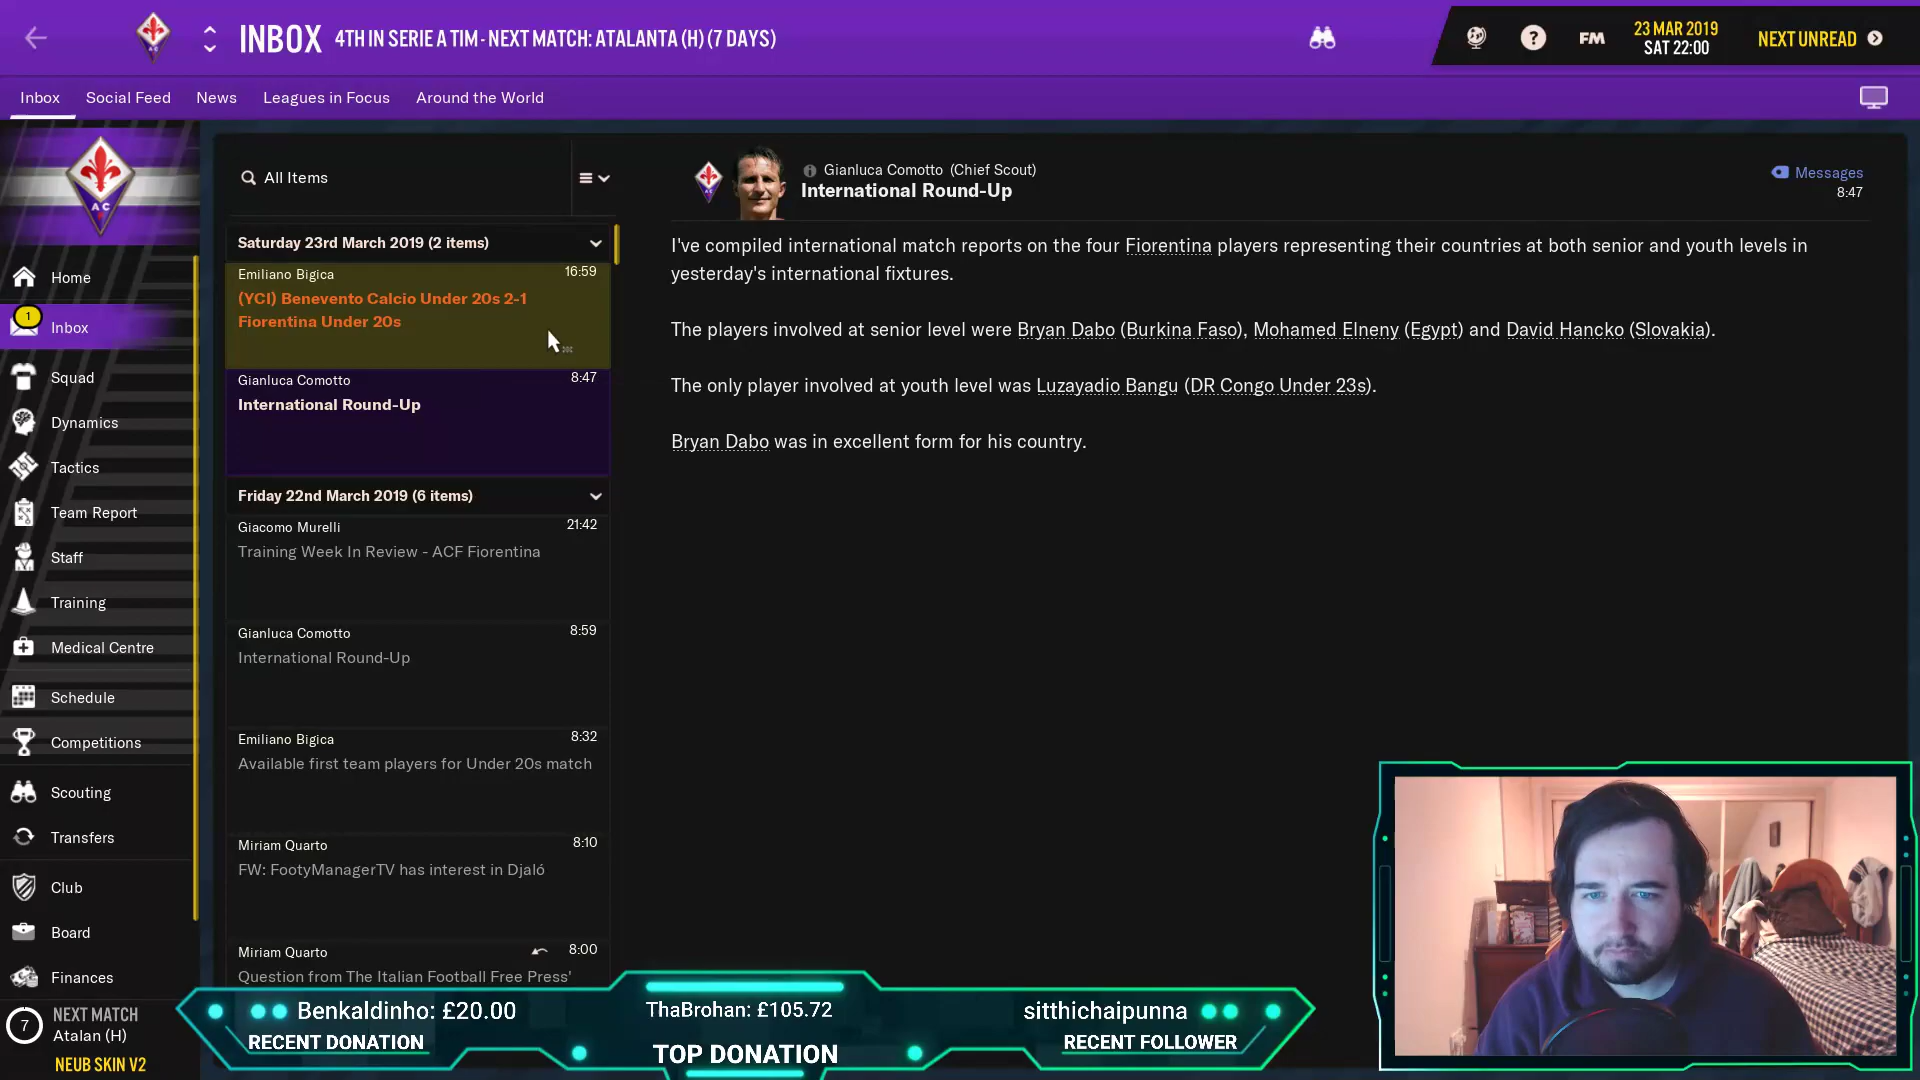 INBOX
4TH IN SERIE A TIM - NEXT MATCH: ATALANTA (H) (7 DAYS)
FM
23 MAR 2019
SAT 22:00
NEXT UNREAD
Inbox
Social Feed
News
Leagues in Focus
Around the World
Home
1
Inbox
Squad
Dynamics
Tactics
Team Report
Staff
Training
Medical Centre
Schedule
Competitions
Scouting
Transfers
Club
Board
Finances
7
NEXT MATCH
Atalan (H)
NEUB SKIN V2
All Items
Saturday 23rd March 2019 (2 items)
Emiliano Bigica 16:59
(YCI) Benevento Calcio Under 20s 2-1
Fiorentina Under 20s
Gianluca Comotto 8:47
International Round-Up
Friday 22nd March 2019 (6 items)
Giacomo Murelli 21:42
Training Week In Review - ACF Fiorentina
Gianluca Comotto 8:59
International Round-Up
Emiliano Bigica 8:32
Available first team players for Under 20s match
Miriam Quarto 8:10
FW: FootyManagerTV has interest in Djaló
Miriam Quarto 8:00
Question from The Italian Football Free Press'
Gianluca Comotto (Chief Scout)
International Round-Up
Messages
8:47
I've compiled international match reports on the four Fiorentina players representing their countries at both senior and youth levels in
yesterday's international fixtures.
The players involved at senior level were Bryan Dabo (Burkina Faso), Mohamed Elneny (Egypt) and David Hancko (Slovakia).
The only player involved at youth level was Luzayadio Bangu (DR Congo Under 23s).
Bryan Dabo was in excellent form for his country.
Benkaldinho: £20.00
RECENT DONATION
ThaBrohan: £105.72
TOP DONATION
sitthichaipunna
RECENT FOLLOWER